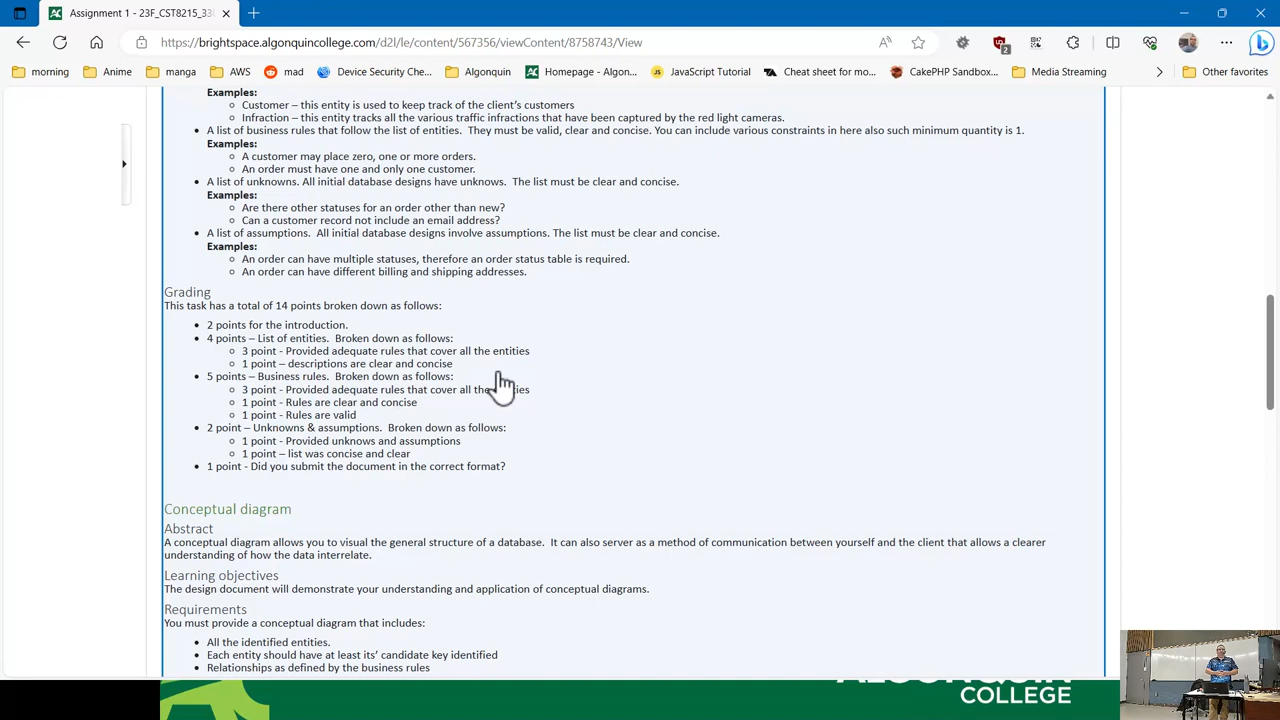 Assignment 1 - 23F_CST8215_33
https://brightspace.algonquincollege.com/d2l/le/content/567356/viewContent/8758743/View
2
morning
Anime
manga
AWS
mad
Device Security Che...
Algonquin
Homepage - Algon...
JavaScript Tutorial
Cheat sheet for mo...
CakePHP Sandbox...
Media Streaming
Other favorites
Examples:
Customer – this entity is used to keep track of the client's customers
Infraction – this entity tracks all the various traffic infractions that have been captured by the red light cameras.
A list of business rules that follow the list of entities. They must be valid, clear and concise. You can include various constraints in here also such minimum quantity is 1.
Examples:
A customer may place zero, one or more orders.
An order must have one and only one customer.
A list of unknowns. All initial database designs have unknows. The list must be clear and concise.
Examples:
Are there other statuses for an order other than new?
Can a customer record not include an email address?
A list of assumptions. All initial database designs involve assumptions. The list must be clear and concise.
Examples:
An order can have multiple statuses, therefore an order status table is required.
An order can have different billing and shipping addresses.
Grading
This task has a total of 14 points broken down as follows:
2 points for the introduction.
4 points – List of entities. Broken down as follows:
3 point - Provided adequate rules that cover all the entities
1 point – descriptions are clear and concise
5 points – Business rules. Broken down as follows:
3 point - Provided adequate rules that cover all the entities
1 point - Rules are clear and concise
1 point - Rules are valid
2 point – Unknowns & assumptions. Broken down as follows:
1 point - Provided unknows and assumptions
1 point – list was concise and clear
1 point - Did you submit the document in the correct format?
Conceptual diagram
Abstract
A conceptual diagram allows you to visual the general structure of a database. It can also server as a method of communication between yourself and the client that allows a clearer
understanding of how the data interrelate.
Learning objectives
The design document will demonstrate your understanding and application of conceptual diagrams.
Requirements
You must provide a conceptual diagram that includes:
All the identified entities.
Each entity should have at least its' candidate key identified
Relationships as defined by the business rules
ALGONQUIN
COLLEGE